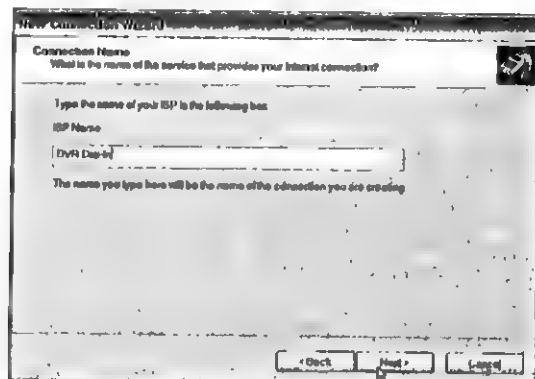 New Connection Wizard
Connection Name
What is the name of the service that provides your Internet connection?
Type the name of your ISP in the following box.
ISP Name
DVR Dial-In
The name you type here will be the name of the connection you are creating.
< Back
Next >
Cancel